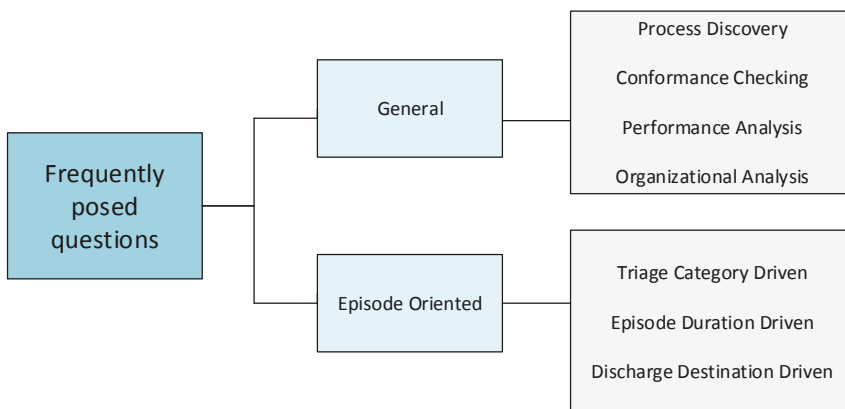 Frequently
posed
questions
General
Process Discovery
Conformance Checking
Performance Analysis
Organizational Analysis
Episode Oriented
Triage Category Driven
Episode Duration Driven
Discharge Destination Driven